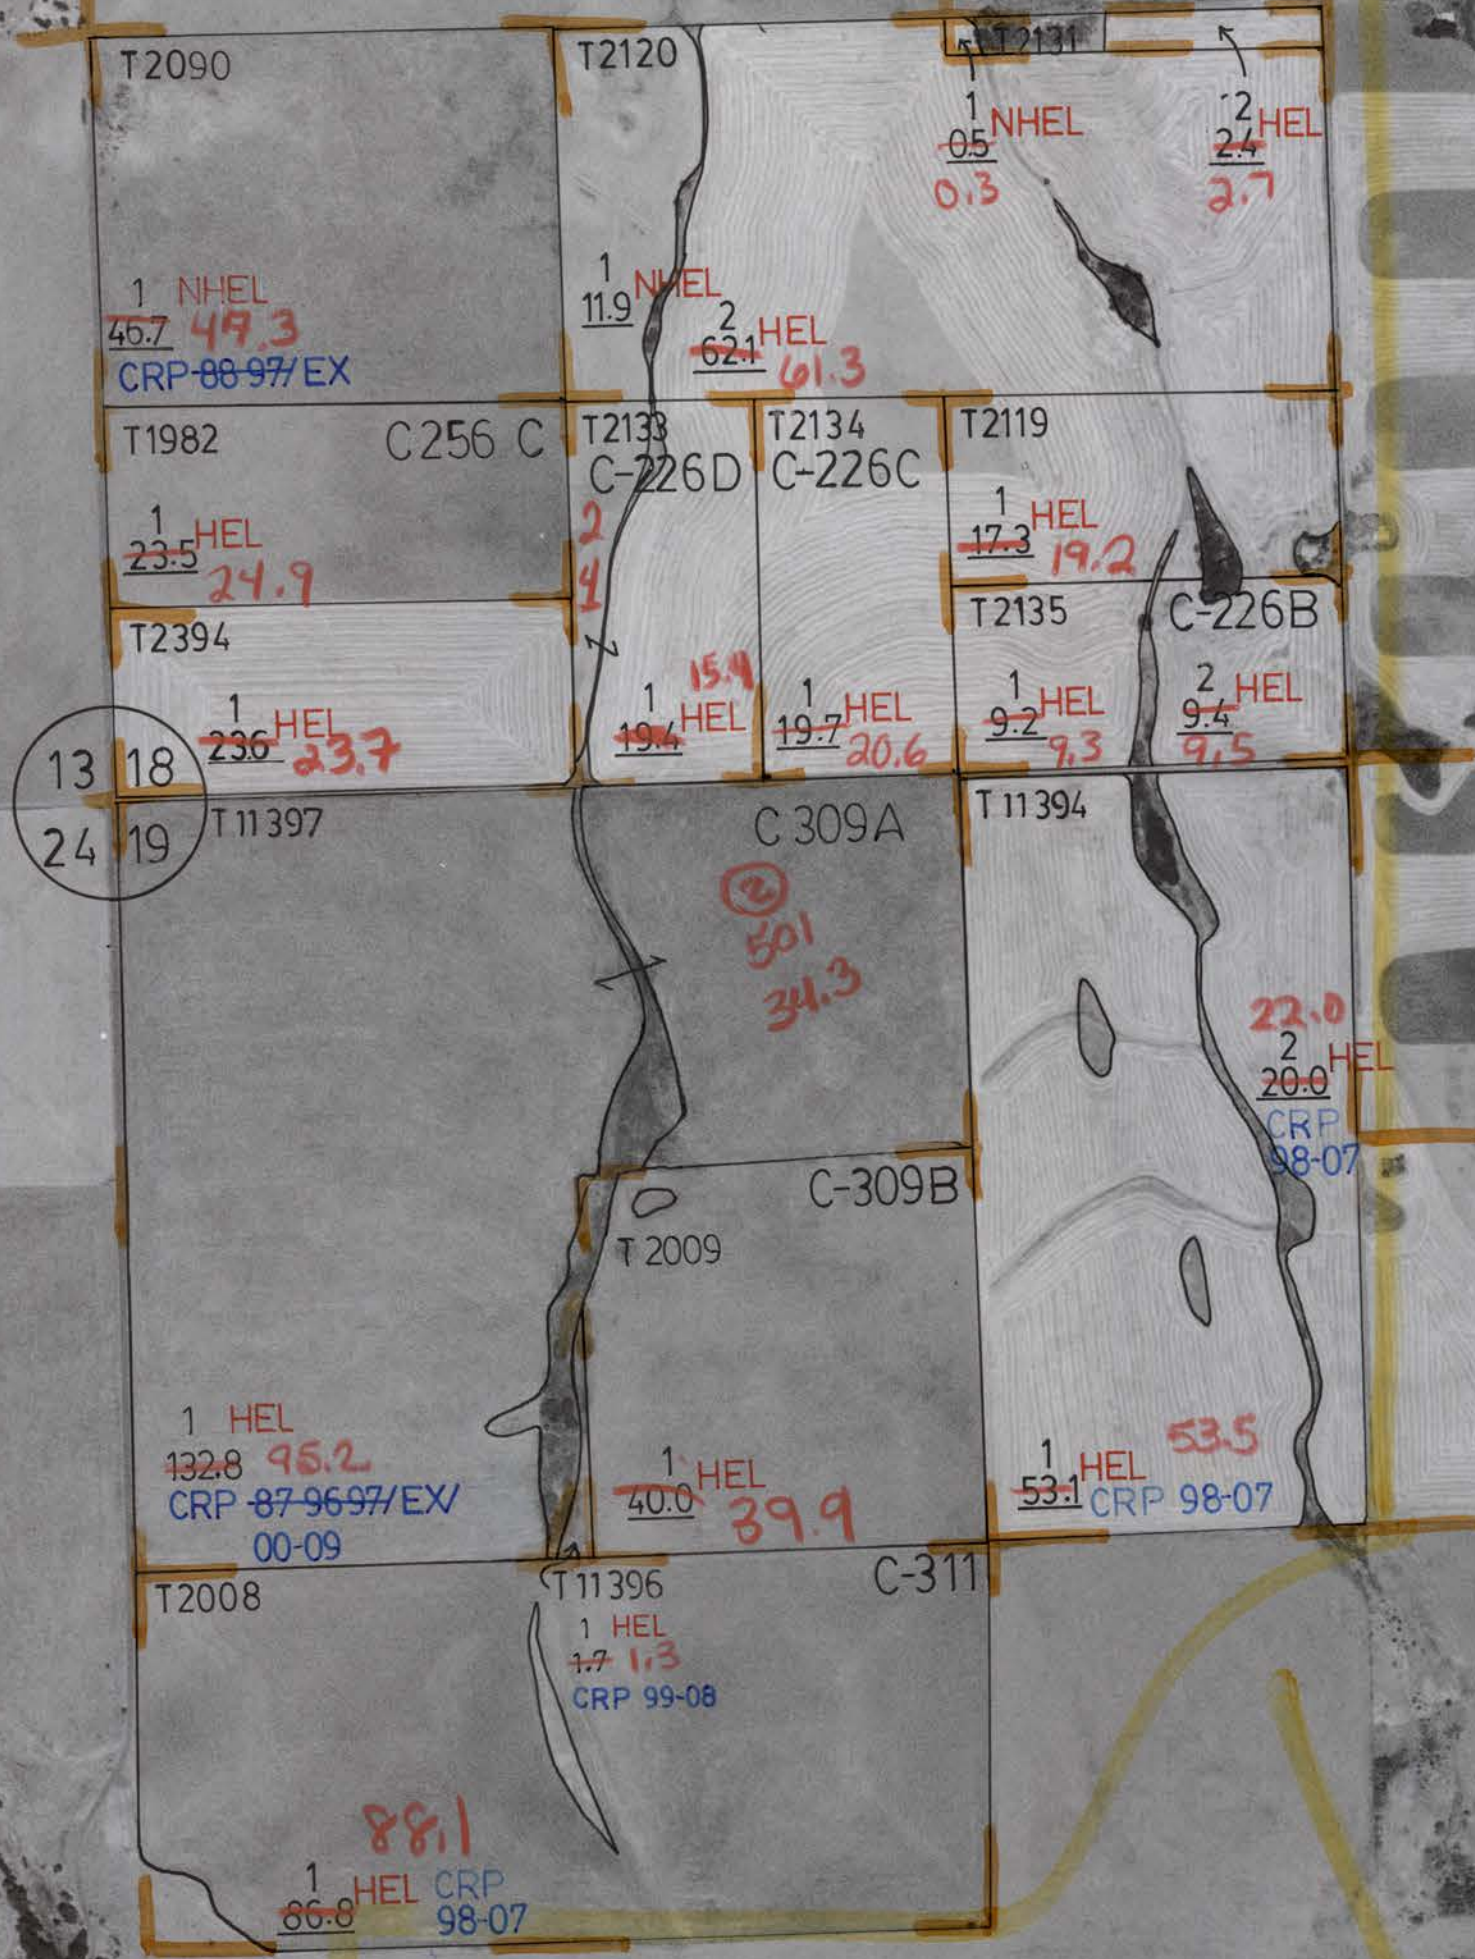 T2090
1 NHEL
46.7 47.3
CRP 88-97/ EX
T2120
1 NHEL
11.9
2 HEL
62.1 61.3
T2131
1 NHEL
0.5
0.3
2 HEL
2.4
2.7
T1982 C256 C
1 HEL
23.5
24.9
T2133
C-226D
2
4
15.4
1 HEL
19.4
T2134
C-226C
1 HEL
19.7
20.6
T2119
1 HEL
17.3 19.2
T2394
1 HEL
23.6 23.7
T2135 C-226B
1 HEL
9.2
9.3
2 HEL
9.4
9.5
13 18
24 19
T11397
C 309A
2
501
34.3
1 HEL
132.8 95.2
CRP 87-96 97/ EX/
00-09
T11394
22.0
2 HEL
20.0
CRP
98-07
53.5
1 HEL
53.1 CRP 98-07
C-309B
T2009
1 HEL
40.0 39.9
T2008
C-311
T11396
1 HEL
1.7 1.3
CRP 99-08
88.1
1 HEL CRP
86.8 98-07